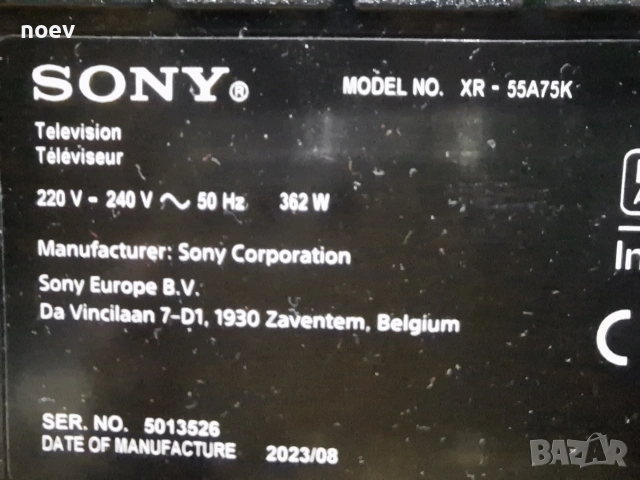 noev
SONY®
MODEL NO. XR - 55A75K
Television
Téléviseur
220 V - 240 V ~ 50 Hz 362 W
Manufacturer: Sony Corporation
Sony Europe B.V.
Da Vincilaan 7-D1, 1930 Zaventem, Belgium
SER. NO. 5013526
DATE OF MANUFACTURE 2023/08
BAZAR